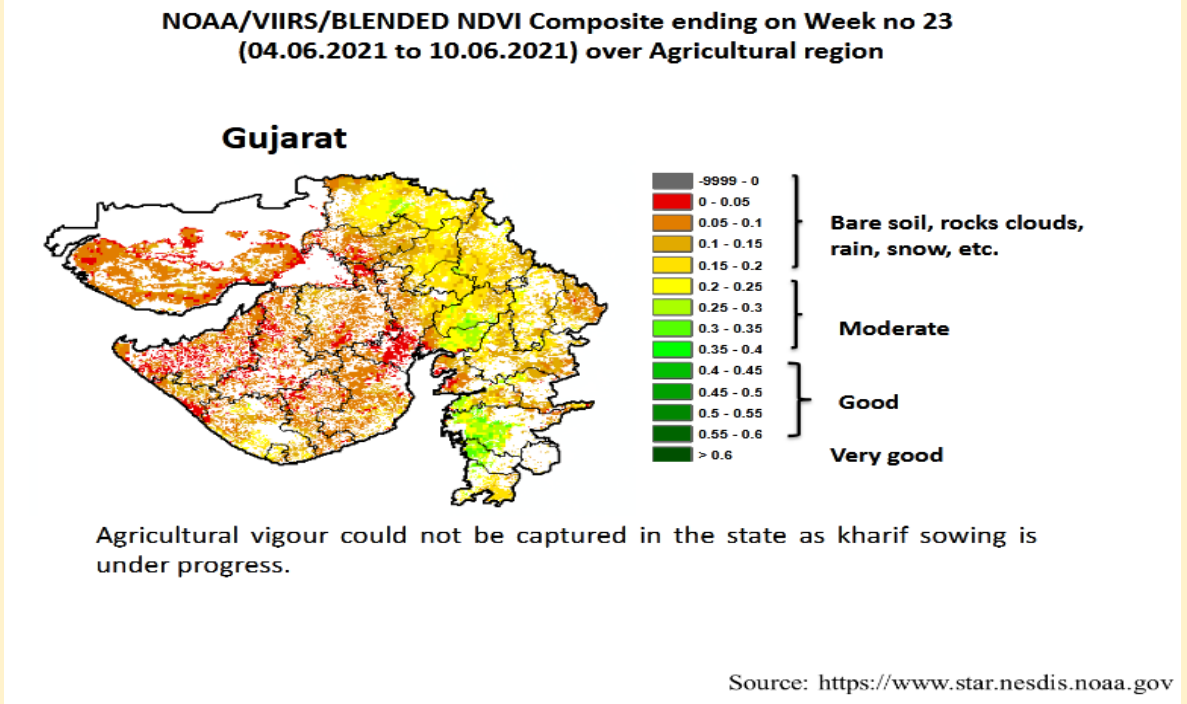 NOAA/VIIRS/BLENDED NDVI Composite ending on Week no 23
(04.06.2021 to 10.06.2021) over Agricultural region
Gujarat
-9999 - 0
0 - 0.05
0.05 - 0.1
0.1 - 0.15
0.15 - 0.2
0.2 - 0.25
0.25 - 0.3
0.3 - 0.35
0.35 - 0.4
0.4 - 0.45
0.45 - 0.5
0.5 - 0.55
0.55 - 0.6
> 0.6
Bare soil, rocks clouds,
rain, snow, etc.
Moderate
Good
Very good
Agricultural vigour could not be captured in the state as kharif sowing is
under progress.
Source: https://www.star.nesdis.noaa.gov